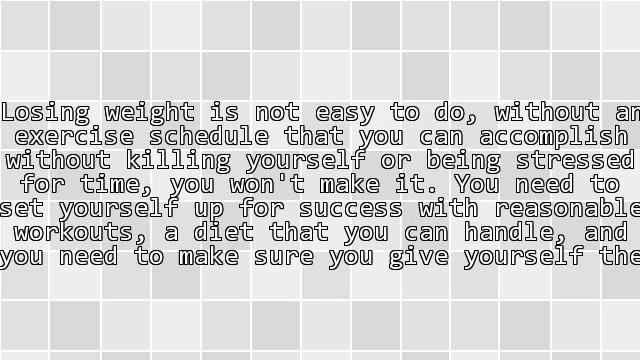 Losing weight is not easy to do, without an
exercise schedule that you can accomplish
without killing yourself or being stressed
for time, you won't make it. You need to
set yourself up for success with reasonable
workouts, a diet that you can handle, and
you need to make sure you give yourself the